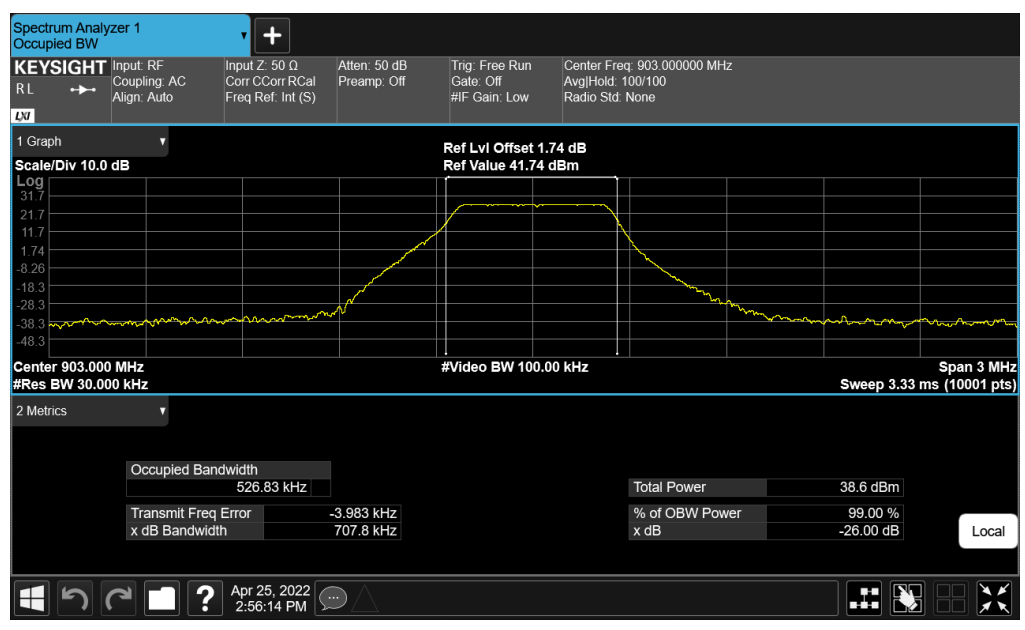 Spectrum Analyzer 1
Occupied BW
KEYSIGHT
R L
LXI
Input: RF
Coupling: AC
Align: Auto
Input Z: 50 Ω
Corr CCorr RCal
Freq Ref: Int (S)
Atten: 50 dB
Preamp: Off
Trig: Free Run
Gate: Off
#IF Gain: Low
Center Freq: 903.000000 MHz
Avg|Hold: 100/100
Radio Std: None
1 Graph
Scale/Div 10.0 dB
Ref Lvl Offset 1.74 dB
Ref Value 41.74 dBm
Log
31.7
21.7
11.7
1.74
-8.26
-18.3
-28.3
-38.3
-48.3
Center 903.000 MHz
#Video BW 100.00 kHz
Span 3 MHz
#Res BW 30.000 kHz
Sweep 3.33 ms (10001 pts)
2 Metrics
Occupied Bandwidth
526.83 kHz
Total Power 38.6 dBm
Transmit Freq Error -3.983 kHz
% of OBW Power 99.00 %
x dB Bandwidth 707.8 kHz
x dB -26.00 dB
Local
?
Apr 25, 2022
2:56:14 PM